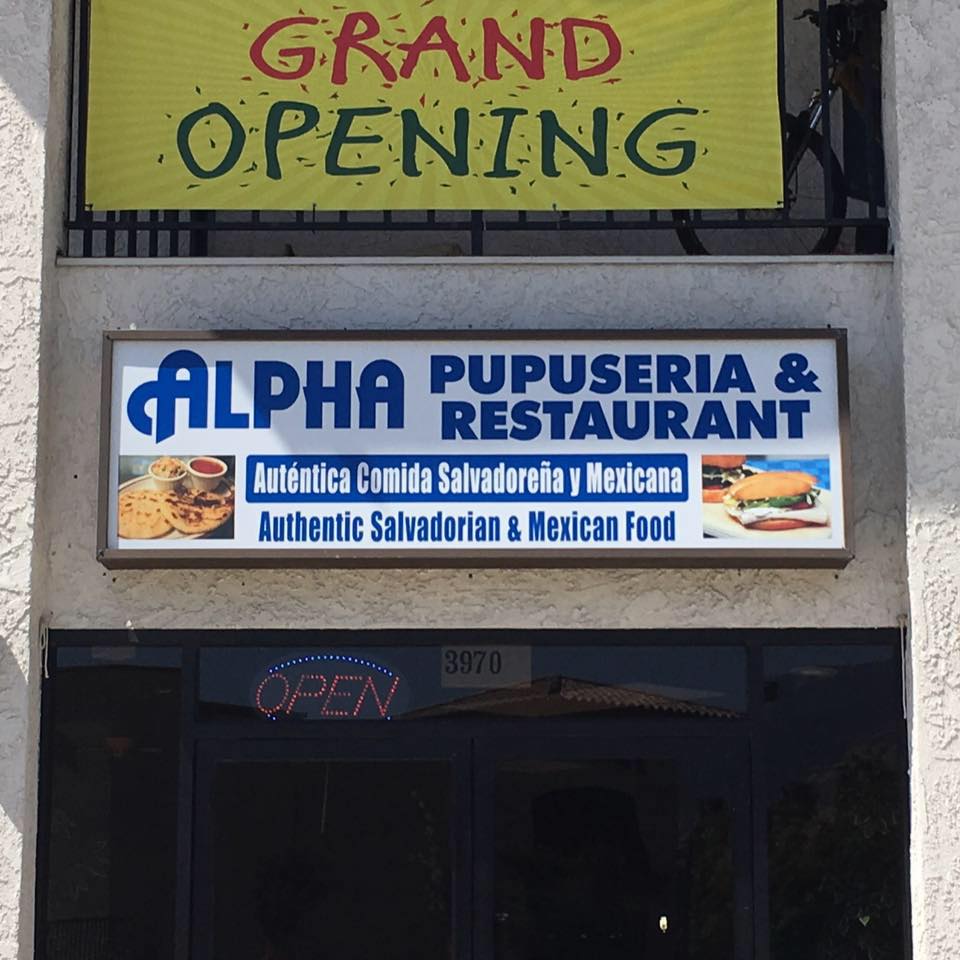 GRAND
OPENING
ALPHA PUPUSERIA &
RESTAURANT
Auténtica Comida Salvadoreña y Mexicana
Authentic Salvadorian & Mexican Food
3970
OPEN